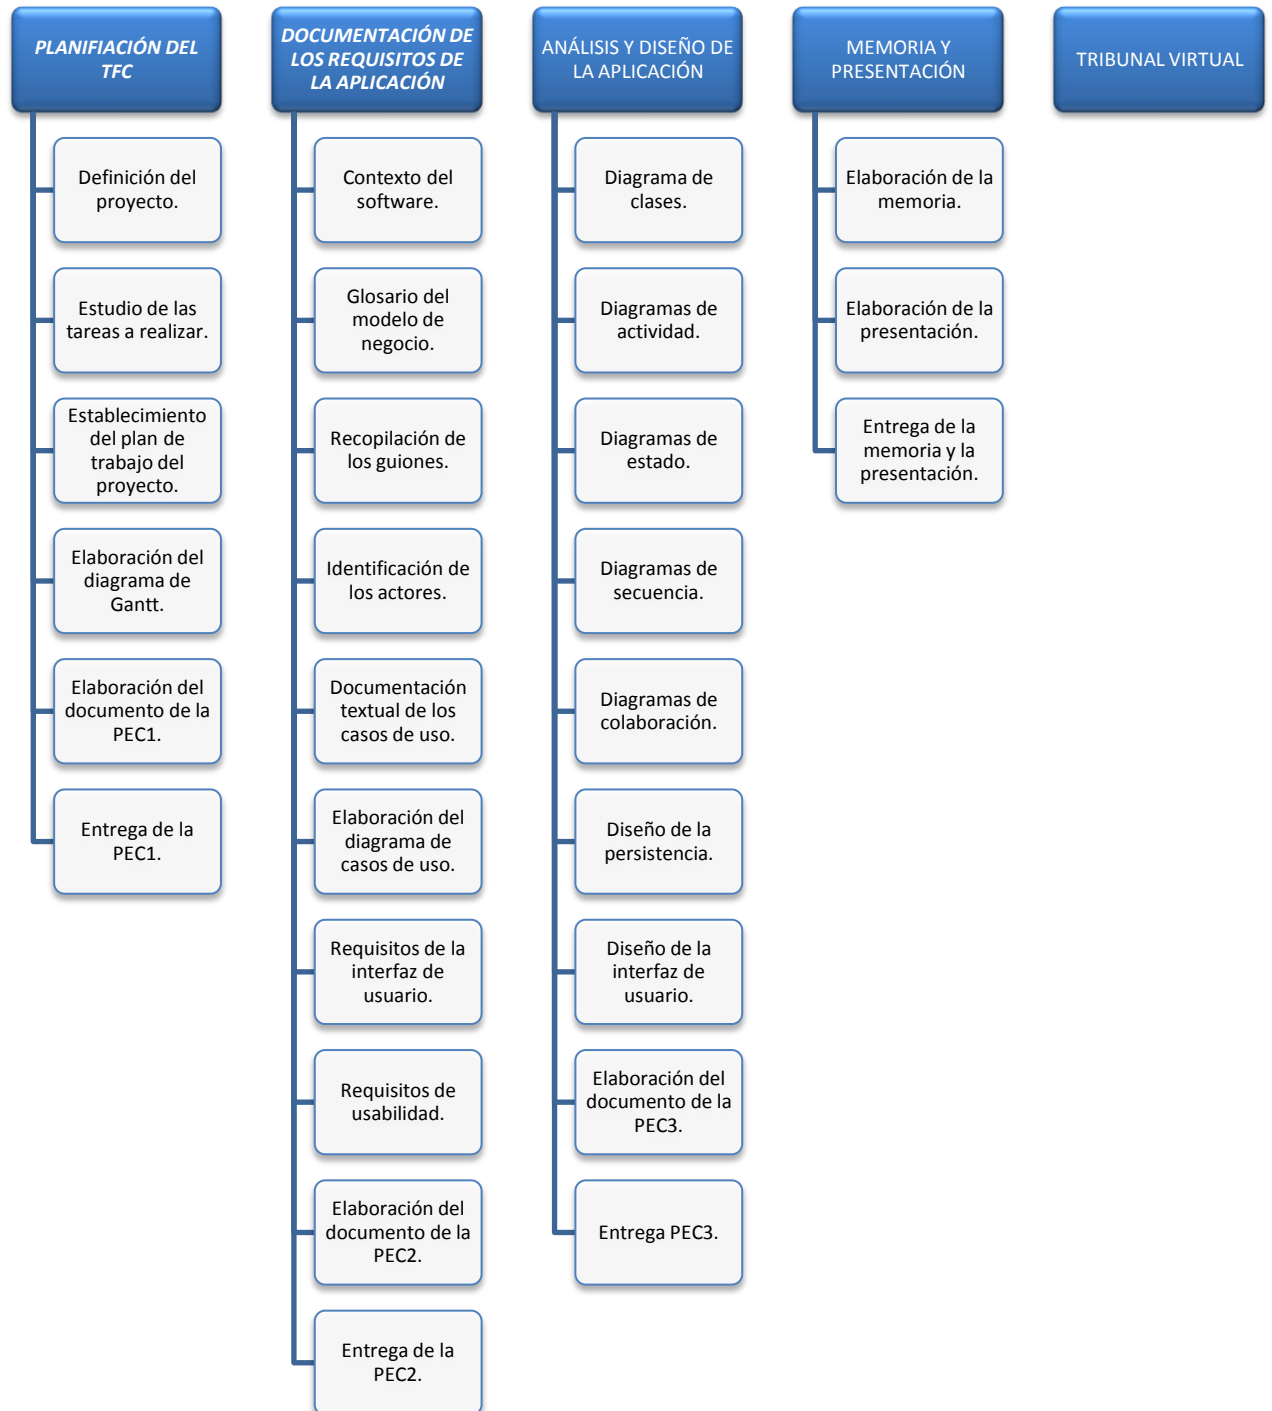 PLANIFIACIÓN DEL
TFC
Definición del
proyecto.
Estudio de las
tareas a realizar.
Establecimiento
del plan de
trabajo del
proyecto.
Elaboración del
diagrama de
Gantt.
Elaboración del
documento de la
PEC1.
Entrega de la
PEC1.
DOCUMENTACIÓN DE
LOS REQUISITOS DE
LA APLICACIÓN
Contexto del
software.
Glosario del
modelo de
negocio.
Recopilación de
los guiones.
Identificación de
los actores.
Documentación
textual de los
casos de uso.
Elaboración del
diagrama de
casos de uso.
Requisitos de la
interfaz de
usuario.
Requisitos de
usabilidad.
Elaboración del
documento de la
PEC2.
Entrega de la
PEC2.
ANÁLISIS Y DISEÑO DE
LA APLICACIÓN
Diagrama de
clases.
Diagramas de
actividad.
Diagramas de
estado.
Diagramas de
secuencia.
Diagramas de
colaboración.
Diseño de la
persistencia.
Diseño de la
interfaz de
usuario.
Elaboración del
documento de la
PEC3.
Entrega PEC3.
MEMORIA Y
PRESENTACIÓN
Elaboración de la
memoria.
Elaboración de la
presentación.
Entrega de la
memoria y la
presentación.
TRIBUNAL VIRTUAL